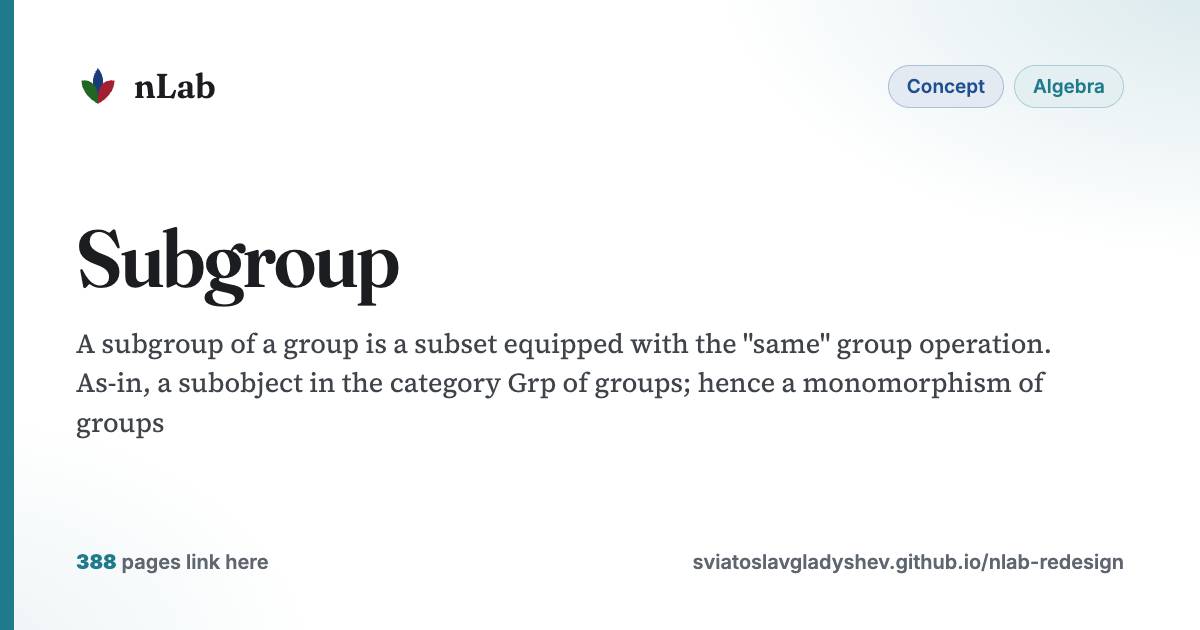 nLab
Concept
Algebra
Subgroup
A subgroup of a group is a subset equipped with the "same" group operation.
As-in, a subobject in the category Grp of groups; hence a monomorphism of
groups
388 pages link here
sviatoslavgladyshev.github.io/nlab-redesign